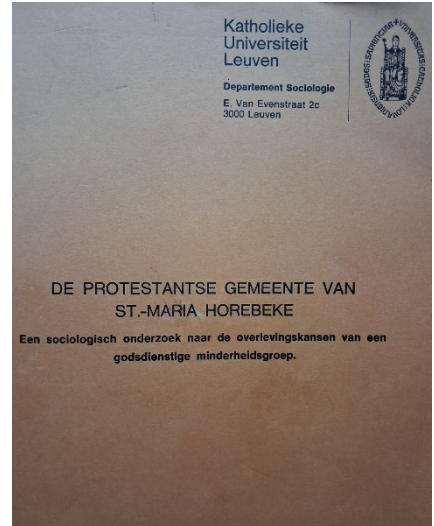 Katholieke
Universiteit
Leuven
Departement Sociologie
E. Van Evenstraat 2c
3000 Leuven
DE PROTESTANTSE GEMEENTE VAN
ST.-MARIA HOREBEKE
Een sociologisch onderzoek naar de overlevingskansen van een
godsdienstige minderheidsgroep.